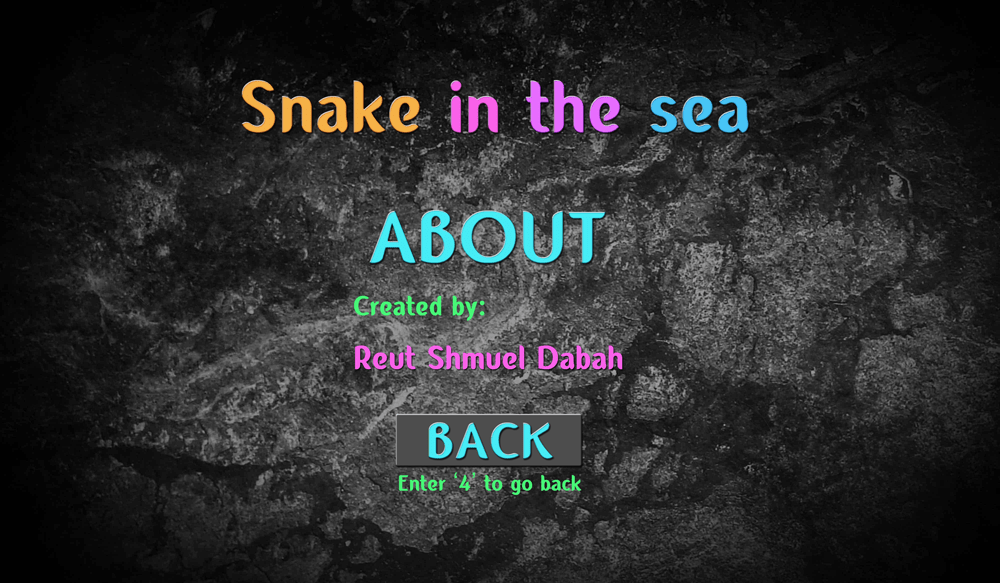 Snake in the sea
ABOUT
Created by:
Reut Shmuel Dabah
BACK
Enter '4' to go back